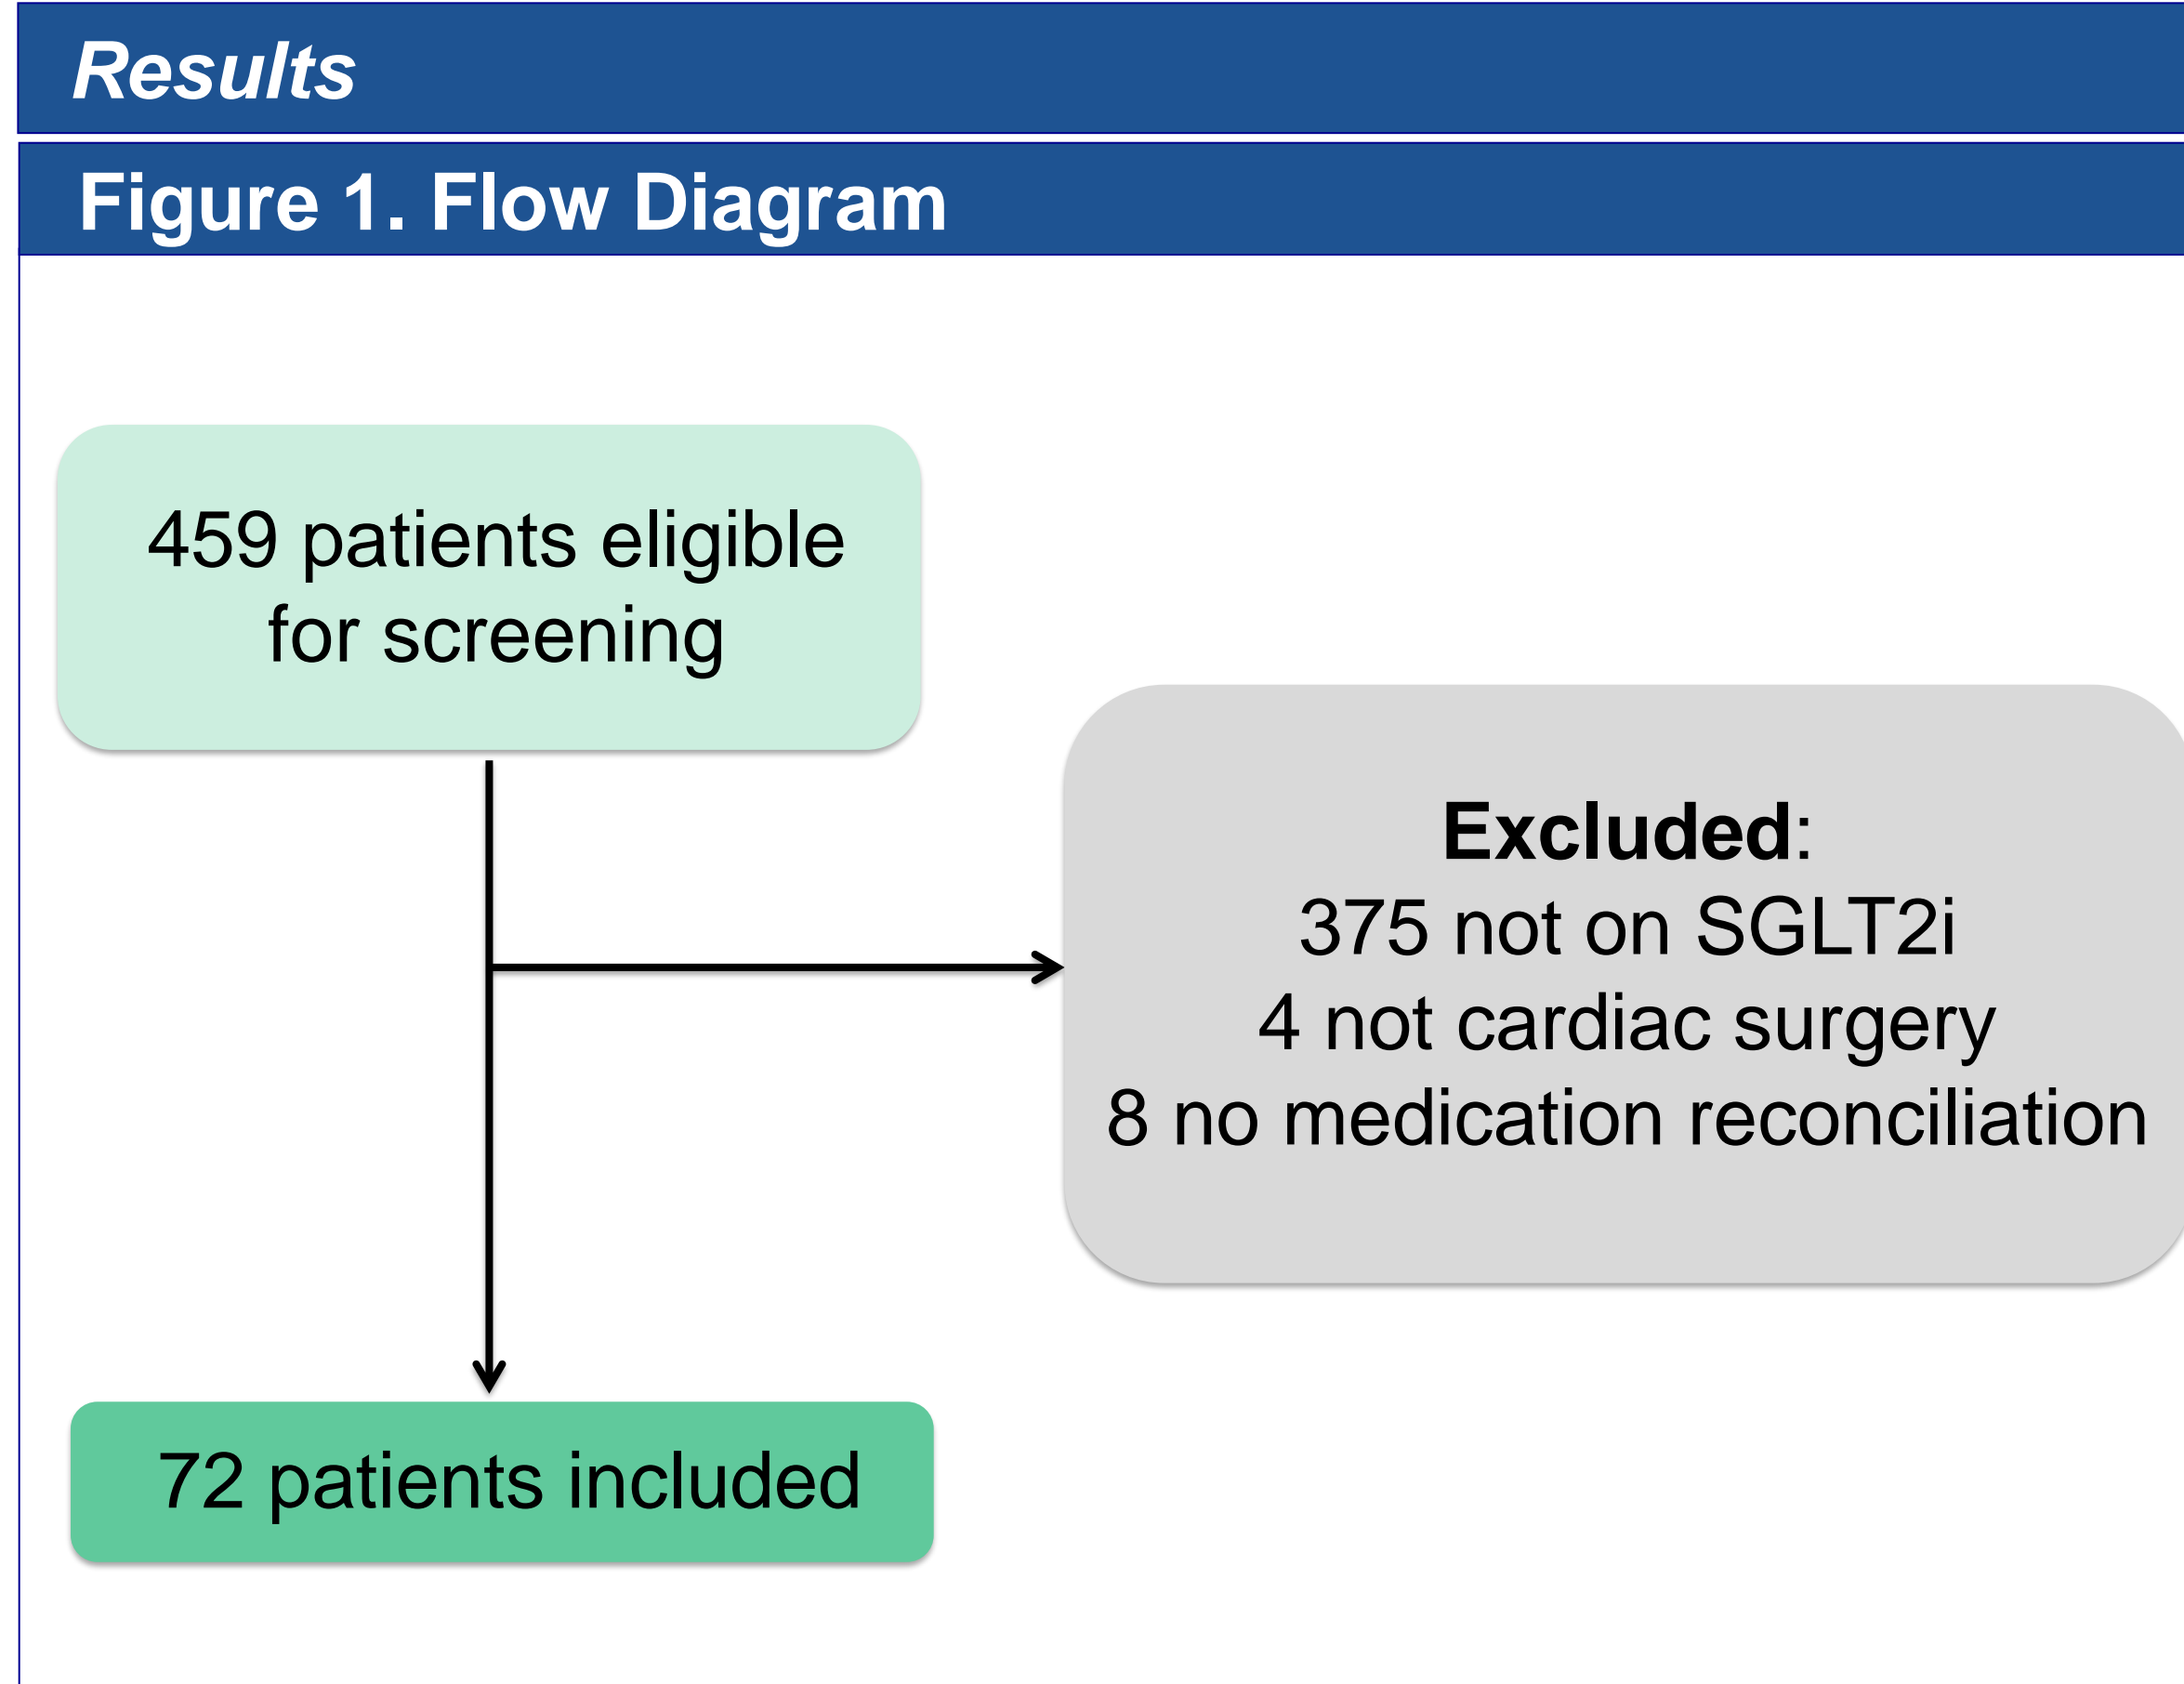 Results
Figure 1. Flow Diagram
459 patients eligible
for screening
Excluded:
375 not on SGLT2i
4 not cardiac surgery
8 no medication reconciliation
72 patients included